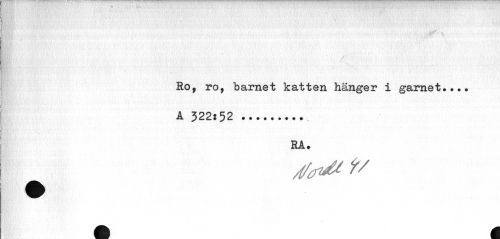 Ro, ro, barnet katten hänger i garnet....
A 322:52 .........
RA.
Nordl 41